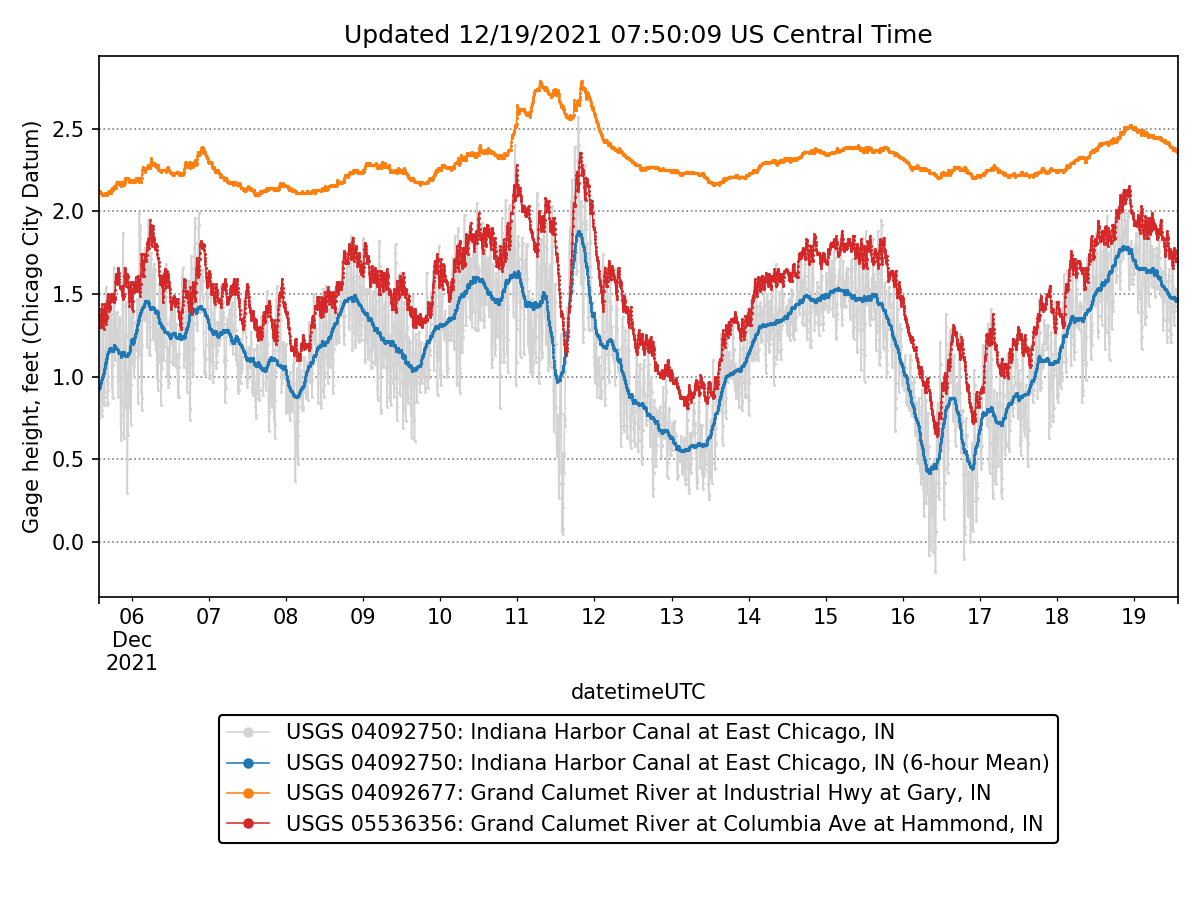 Updated 12/19/2021 07:50:09 US Central Time
Gage height, feet (Chicago City Datum)
2.5
2.0
1.5
1.0
0.5
0.0
06 07 08 09 10 11 12 13 14 15 16 17 18 19
Dec
2021
datetimeUTC
USGS 04092750: Indiana Harbor Canal at East Chicago, IN
USGS 04092750: Indiana Harbor Canal at East Chicago, IN (6-hour Mean)
USGS 04092677: Grand Calumet River at Industrial Hwy at Gary, IN
USGS 05536356: Grand Calumet River at Columbia Ave at Hammond, IN